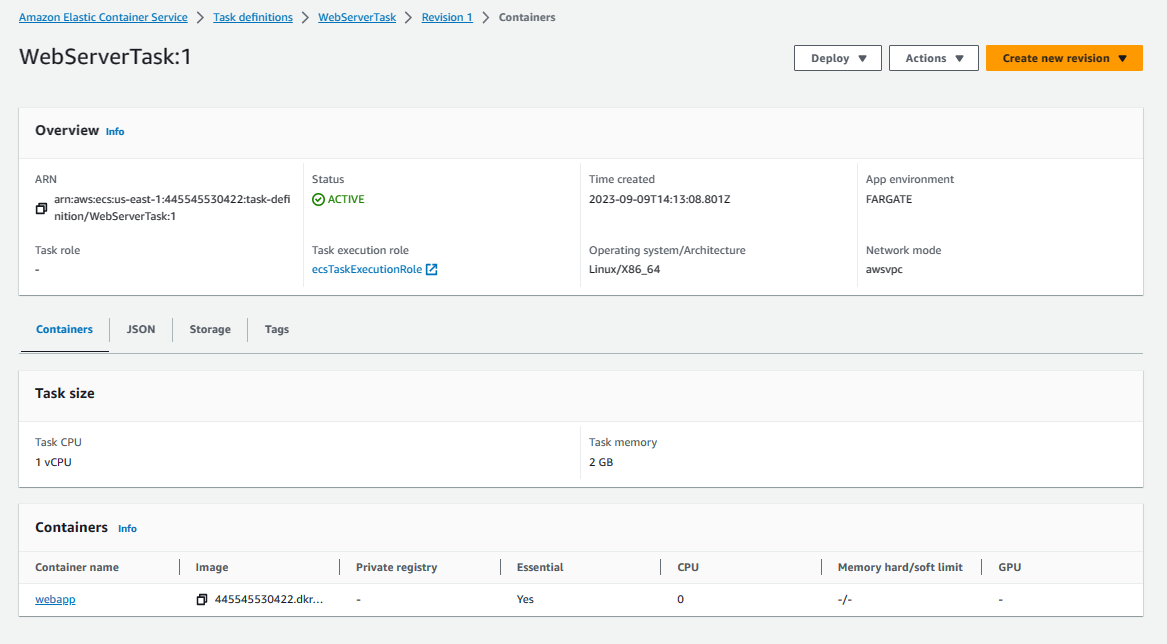 Amazon Elastic Container Service > Task definitions > WebServerTask > Revision 1 > Containers
WebServerTask:1
Deploy ▼ Actions ▼ Create new revision ▼
Overview Info
ARN
arn:aws:ecs:us-east-1:445545530422:task-defi
nition/WebServerTask:1
Status
ACTIVE
Time created
2023-09-09T14:13:08.801Z
App environment
FARGATE
Task role
-
Task execution role
ecsTaskExecutionRole
Operating system/Architecture
Linux/X86_64
Network mode
awsvpc
Containers JSON Storage Tags
Task size
Task CPU
1 vCPU
Task memory
2 GB
Containers Info
Container name Image Private registry Essential CPU Memory hard/soft limit GPU
webapp 445545530422.dkr... - Yes 0 -/- -